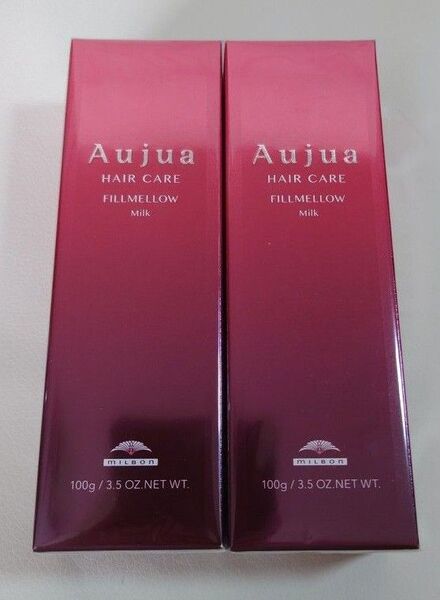 Aujua
HAIR CARE
FILLMELLOW
Milk
MILBON
100g / 3.5 OZ.NET WT.
Aujua
HAIR CARE
FILLMELLOW
Milk
MILBON
100g / 3.5 OZ.NET WT.